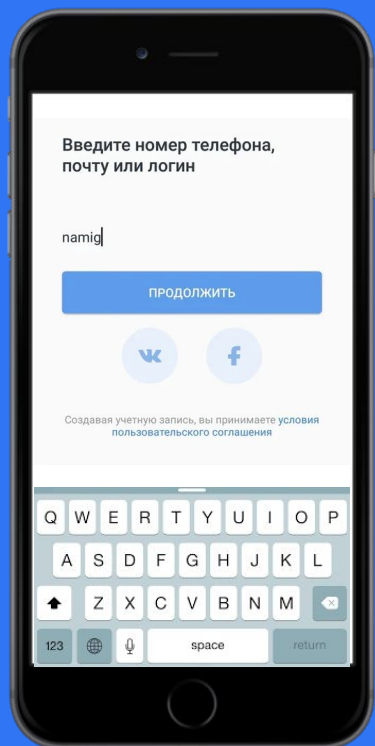 Введите номер телефона,
почту или логин
namig
ПРОДОЛЖИТЬ
Создавая учетную запись, вы принимаете условия
пользовательского соглашения
Q W E R T Y U I O P
A S D F G H J K L
Z X C V B N M
123 space return